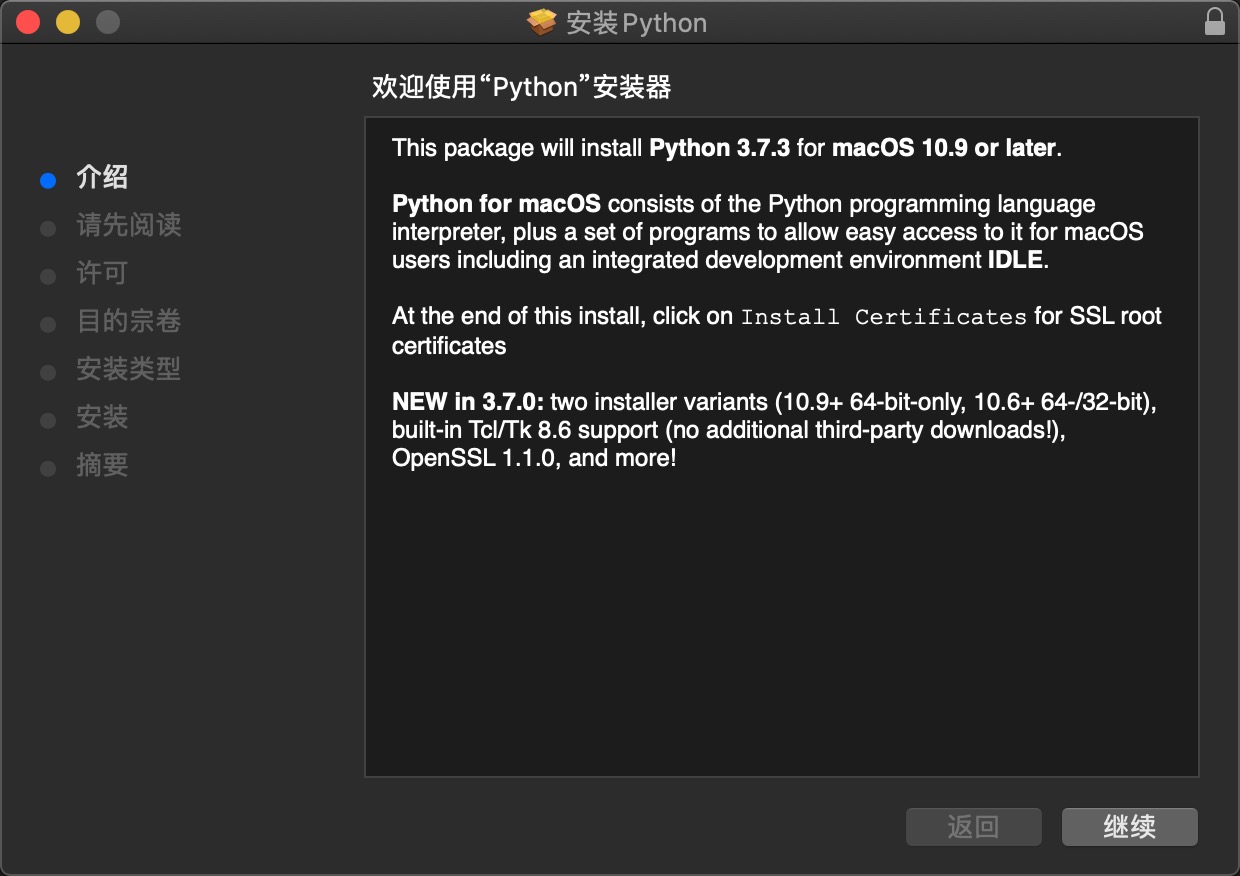 安装Python
欢迎使用“Python”安装器
介绍
请先阅读
许可
目的宗卷
安装类型
安装
摘要
This package will install Python 3.7.3 for macOS 10.9 or later.
Python for macOS consists of the Python programming language
interpreter, plus a set of programs to allow easy access to it for macOS
users including an integrated development environment IDLE.
At the end of this install, click on Install Certificates for SSL root
certificates
NEW in 3.7.0: two installer variants (10.9+ 64-bit-only, 10.6+ 64-/32-bit),
built-in Tcl/Tk 8.6 support (no additional third-party downloads!),
OpenSSL 1.1.0, and more!
返回
继续